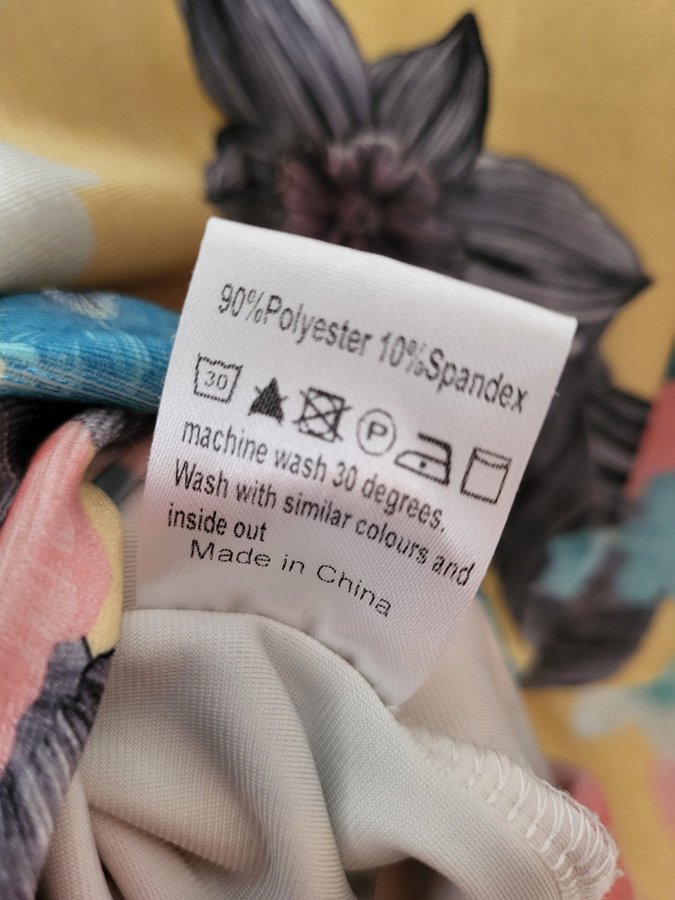 90%Polyester 10%Spandex
30 P
machine wash 30 degrees.
Wash with similar colours and
inside out
Made in China